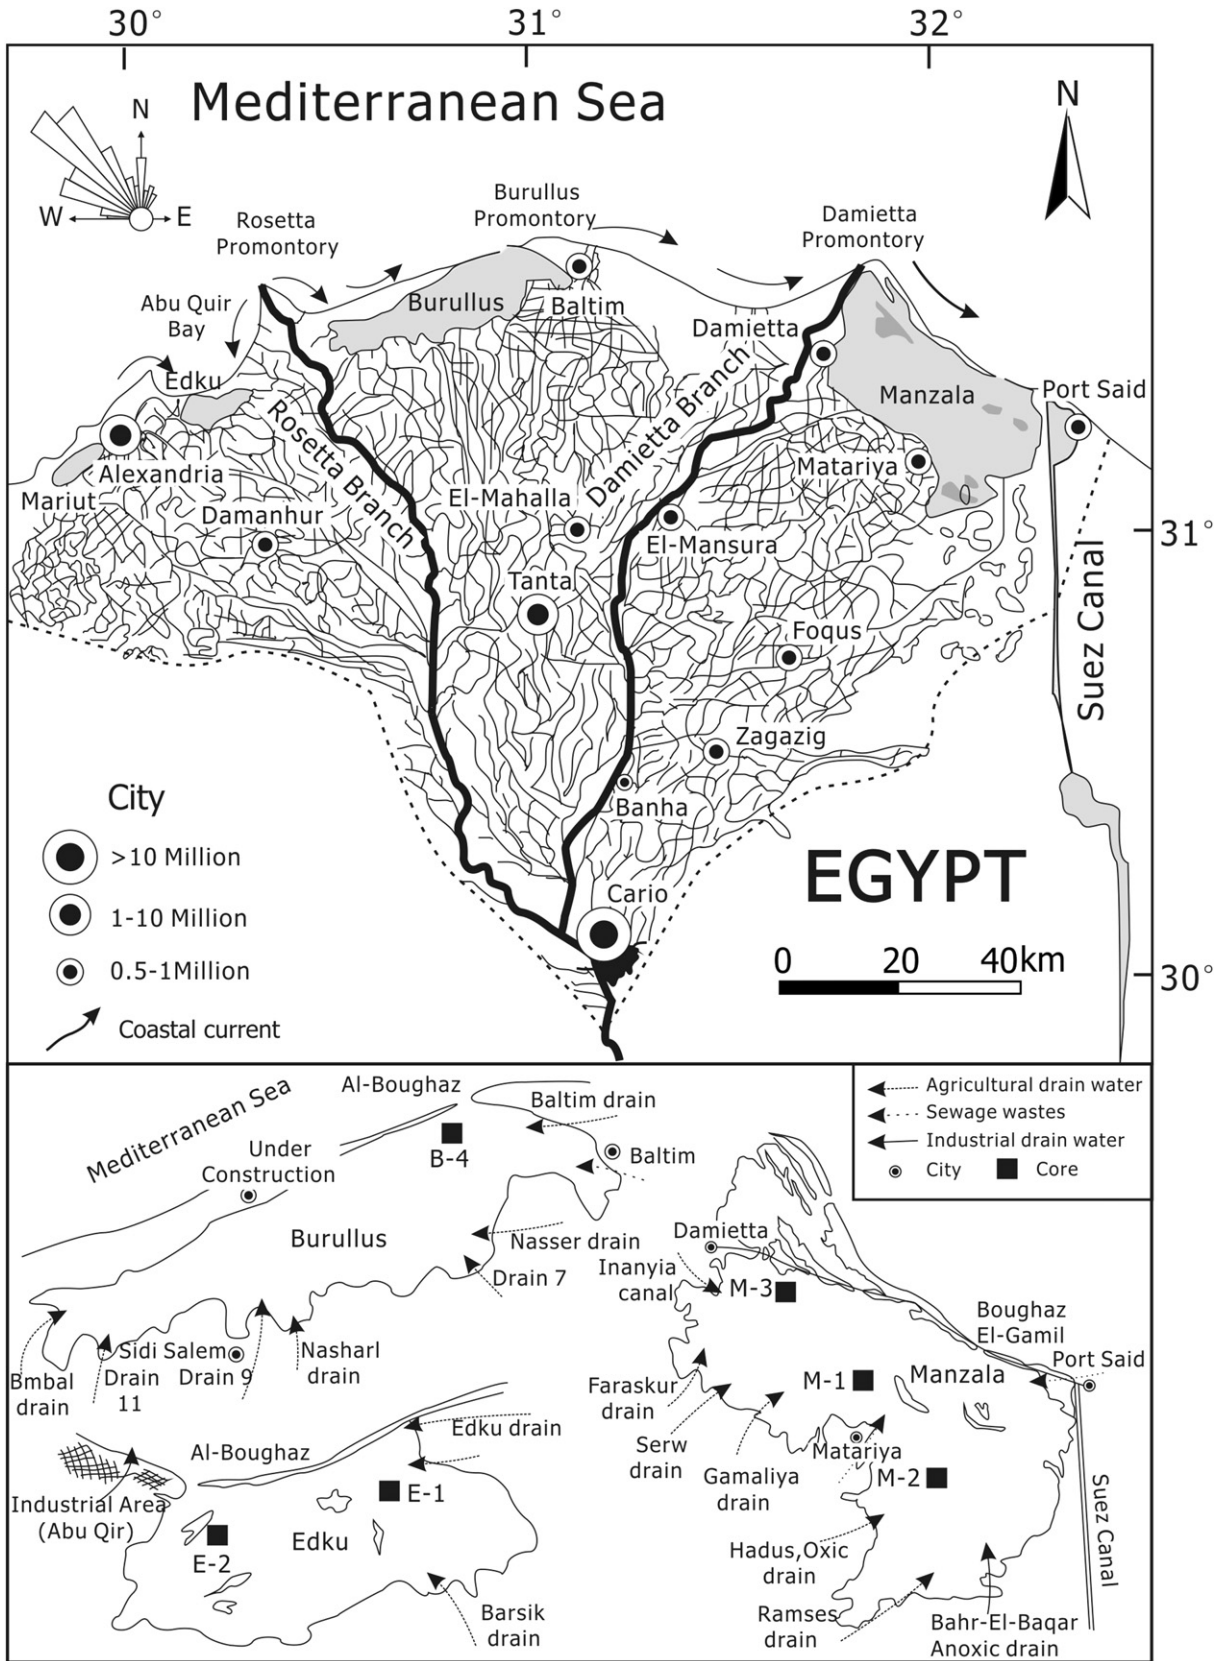 30°
31°
32°
Mediterranean Sea
N
W
E
N
Burullus
Promontory
Rosetta
Promontory
Damietta
Promontory
Abu Quir
Bay
Burullus
Baltim
Damietta
Edku
Manzala
Port Said
Rosetta Branch
Damietta Branch
Alexandria
Mariut
Damanhur
El-Mahalla
Matariya
El-Mansura
31°
Tanta
Foqus
Suez Canal
Zagazig
Banha
City
>10 Million
1-10 Million
0.5-1Million
Coastal current
EGYPT
Cario
0
20
40km
30°
Mediterranean Sea
Al-Boughaz
Baltim drain
Under
Construction
B-4
Baltim
Burullus
Nasser drain
Drain 7
Sidi Salem
Drain
11
Drain 9
Nasharl
drain
Bmbal
drain
Edku drain
Al-Boughaz
Industrial Area
(Abu Qir)
E-1
Edku
E-2
Barsik
drain
Agricultural drain water
Sewage wastes
Industrial drain water
City
Core
Damietta
Inanyia
canal
M-3
Boughaz
El-Gamil
Port Said
M-1
Manzala
Faraskur
drain
Serw
drain
Matariya
Gamaliya
drain
M-2
Hadus,Oxic
drain
Ramses
drain
Bahr-El-Baqar
Anoxic drain
Suez Canal